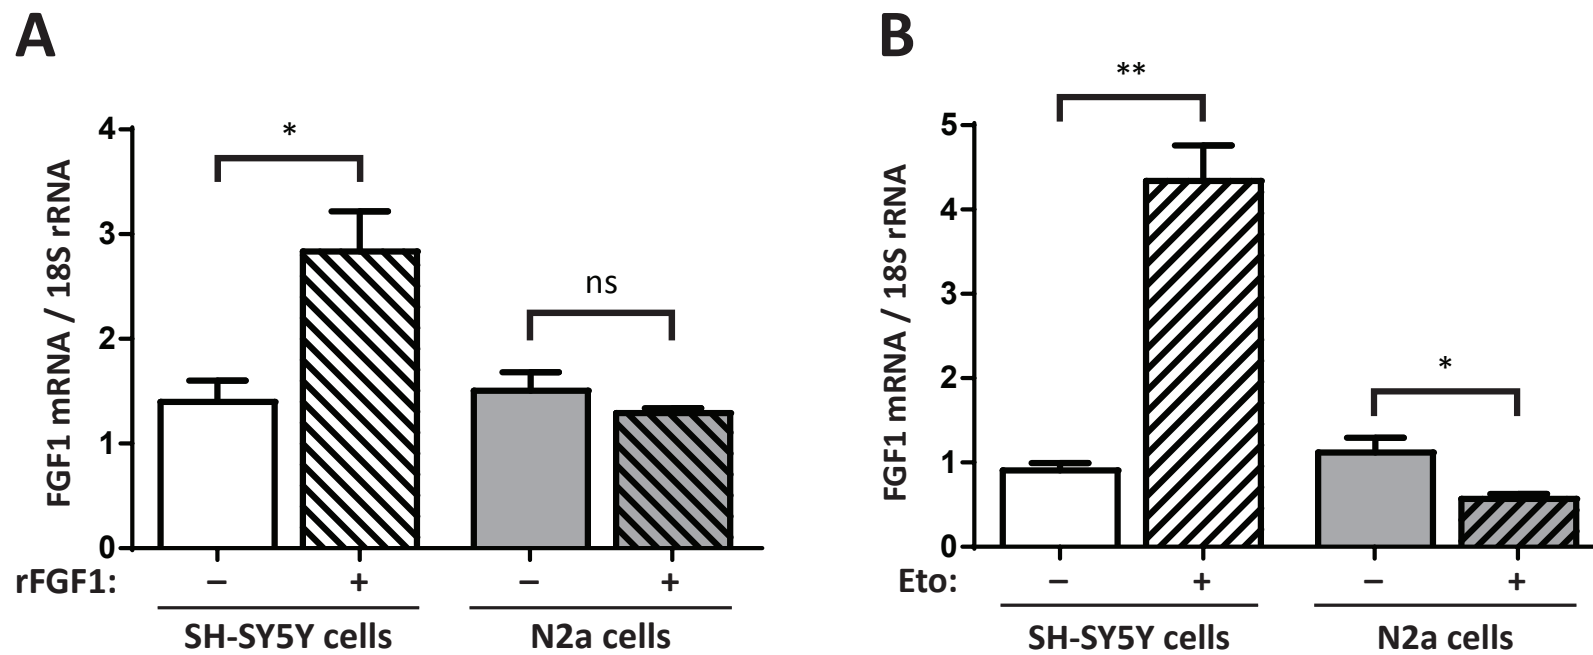 A
FGF1 mRNA / 18S rRNA
4
3
2
1
0
*
ns
rFGF1: – + – +
SH-SY5Y cells N2a cells
B
FGF1 mRNA / 18S rRNA
5
4
3
2
1
0
**
*
Eto: – + – +
SH-SY5Y cells N2a cells